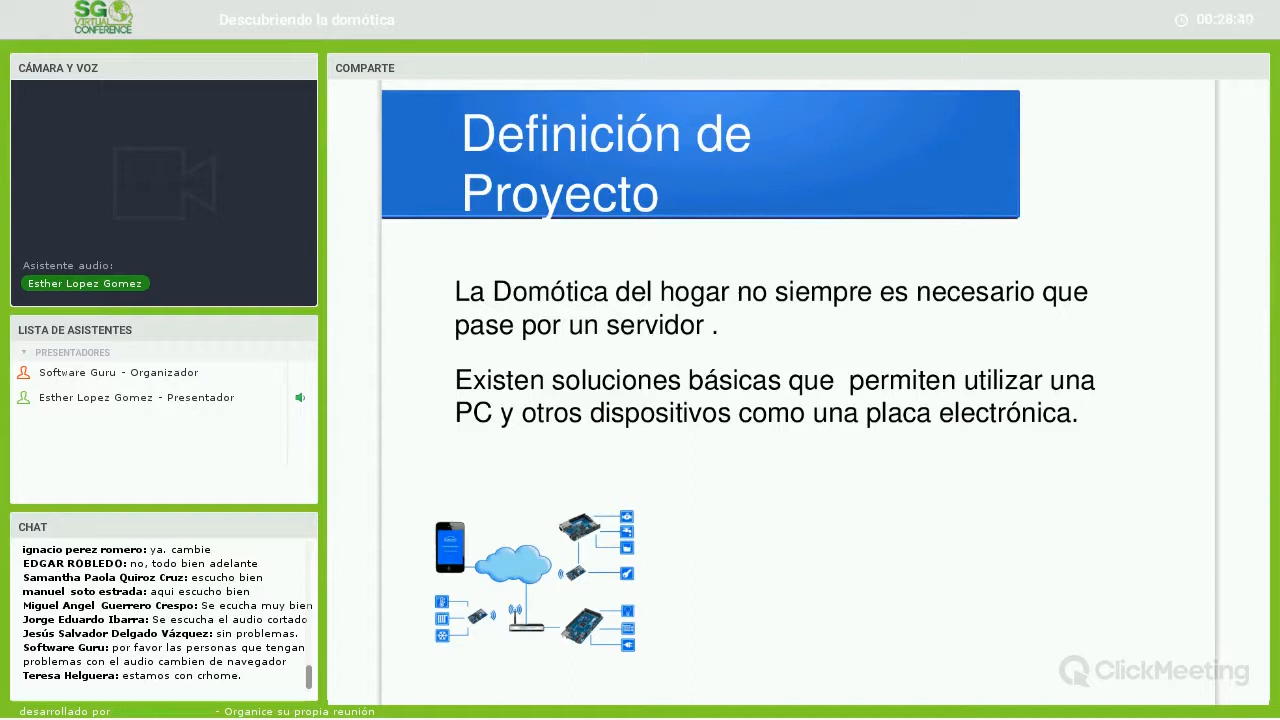 SG
VIRTUAL
CONFERENCE
Descubriendo la domótica
00:28:40
CÁMARA Y VOZ
Asistente audio:
Esther Lopez Gomez
LISTA DE ASISTENTES
PRESENTADORES
Software Guru - Organizador
Esther Lopez Gomez - Presentador
CHAT
ignacio perez romero: ya. cambie
EDGAR ROBLEDO: no, todo bien adelante
Samantha Paola Quiroz Cruz: escucho bien
manuel soto estrada: aqui escucho bien
Miguel Angel Guerrero Crespo: Se ecucha muy bien
Jorge Eduardo Ibarra: Se escucha el audio cortado
Jesús Salvador Delgado Vázquez: sin problemas.
Software Guru: por favor las personas que tengan
problemas con el audio cambien de navegador
Teresa Helguera: estamos con crhome.
desarrollado por
- Organice su propia reunión
COMPARTE
Definición de
Proyecto
La Domótica del hogar no siempre es necesario que
pase por un servidor .
Existen soluciones básicas que permiten utilizar una
PC y otros dispositivos como una placa electrónica.
ClickMeeting